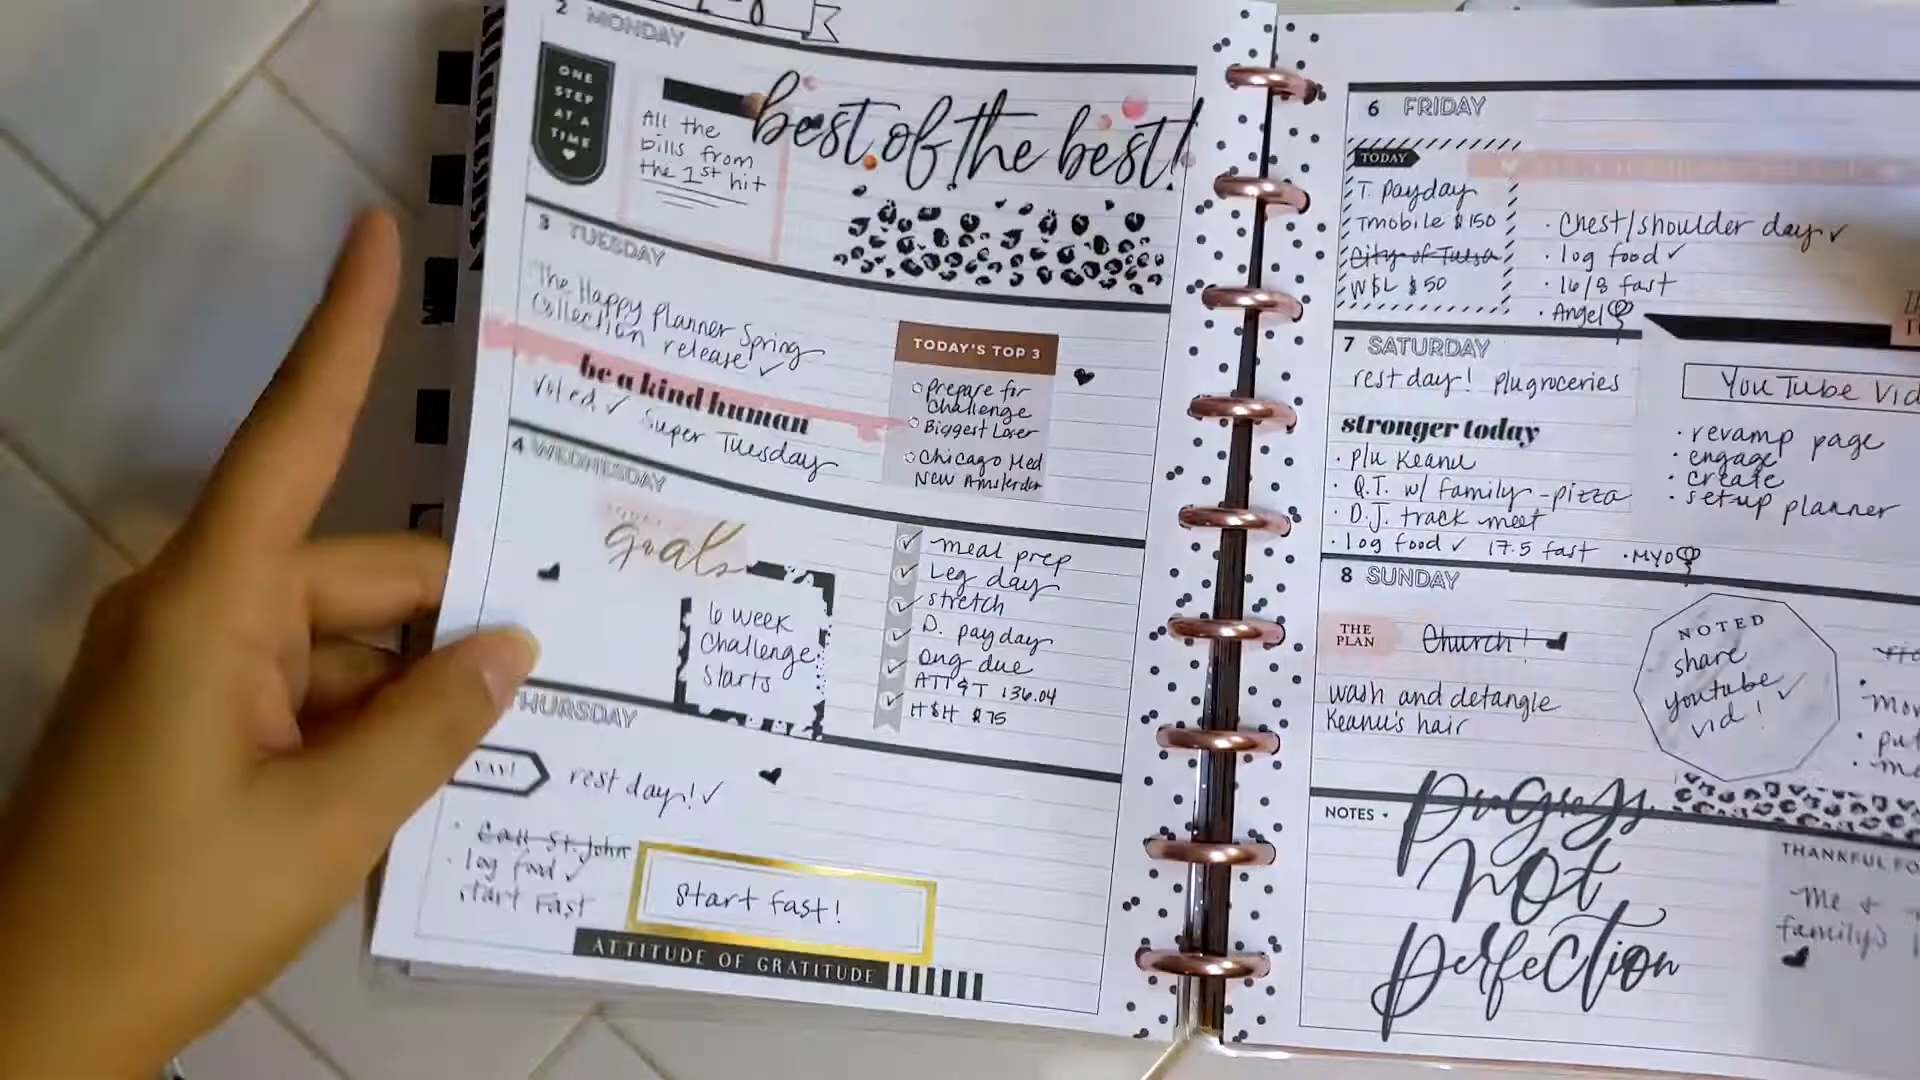 2 MONDAY
ONE
STEP
AT A
TIME
All the
bills from
the 1st hit
best of the best!
3 TUESDAY
The Happy Planner Spring
Collection release ✓
be a kind human
Voted ✓ Super Tuesday
TODAY'S TOP 3
Prepare for
Challenge
Biggest Loser
Chicago Med
New Amsterdam
4 WEDNESDAY
goals
6 week
Challenge
starts
meal prep
Leg day
stretch
D. payday
ong due
ATT&T 136.04
H$H $75
THURSDAY
YAY!
rest day! ✓
Call St. John
log food ✓
start Fast
start fast!
ATTITUDE OF GRATITUDE
6 FRIDAY
TODAY
T. Payday
Tmobile $150
City of Tulsa
W$L $50
· Chest/shoulder day ✓
· log food ✓
· 16/8 fast
· Angel
7 SATURDAY
rest day! plu groceries
stronger today
· plu Keanu
· Q.T. w/ family - pizza
· D.J. track meet
· log food ✓ 17.5 fast · MYO
YouTube Vid
· revamp page
· engage
· create
· set-up planner
8 SUNDAY
THE
PLAN
Church!
wash and detangle
Keanu's hair
NOTED
share
youtube
vid! ✓
NOTES
progress
not
perfection
THANKFUL FO
me +
family's